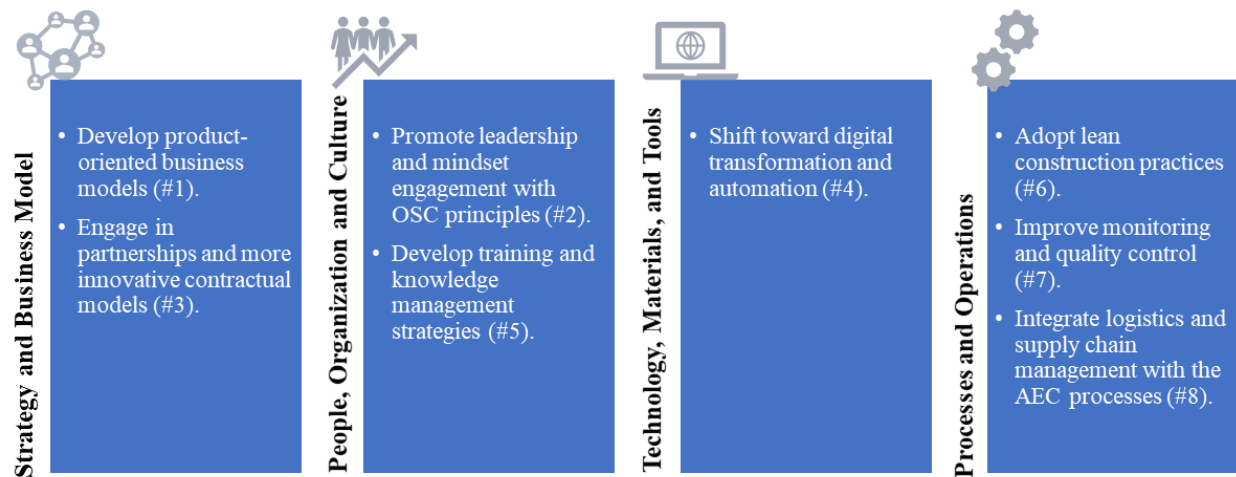 Strategy and Business Model
• Develop product-
oriented business
models (#1).
• Engage in
partnerships and more
innovative contractual
models (#3).
People, Organization and Culture
• Promote leadership
and mindset
engagement with
OSC principles (#2).
• Develop training and
knowledge
management
strategies (#5).
Technology, Materials, and Tools
• Shift toward digital
transformation and
automation (#4).
Processes and Operations
• Adopt lean
construction practices
(#6).
• Improve monitoring
and quality control
(#7).
• Integrate logistics and
supply chain
management with the
AEC processes (#8).